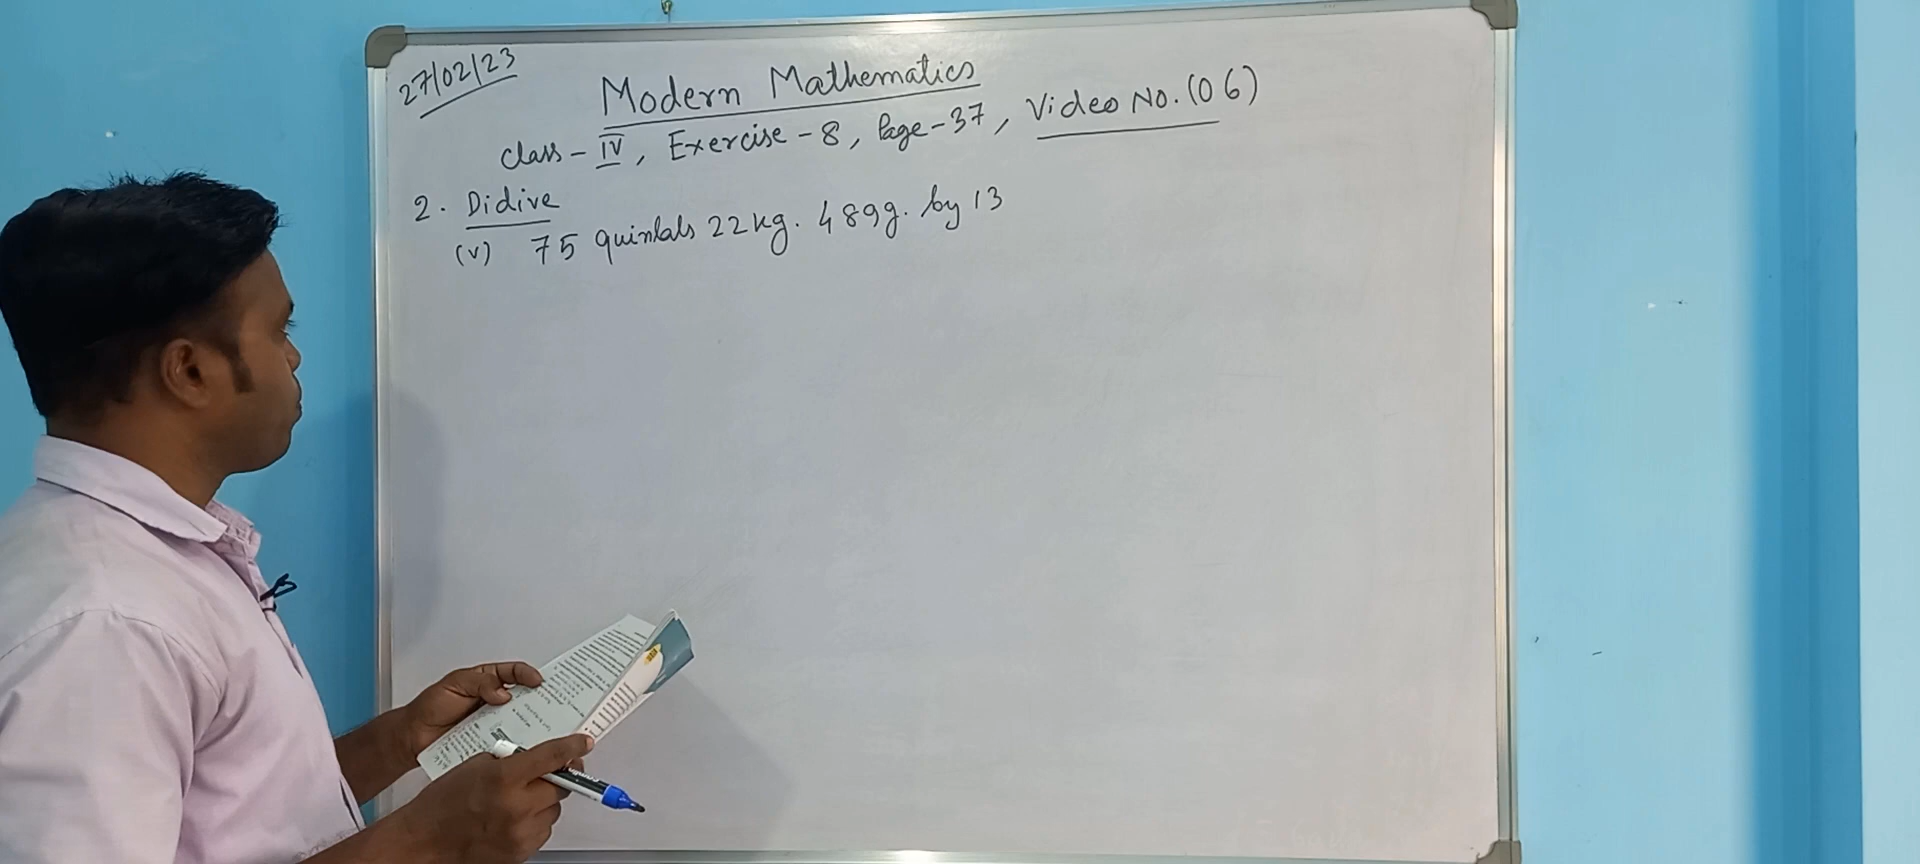 27/02/23
Modern Mathematics
Class - IV, Exercise - 8, Page - 37, Video No. (06)
2. Didive
(v) 75 quintals 22 kg. 489g. by 13